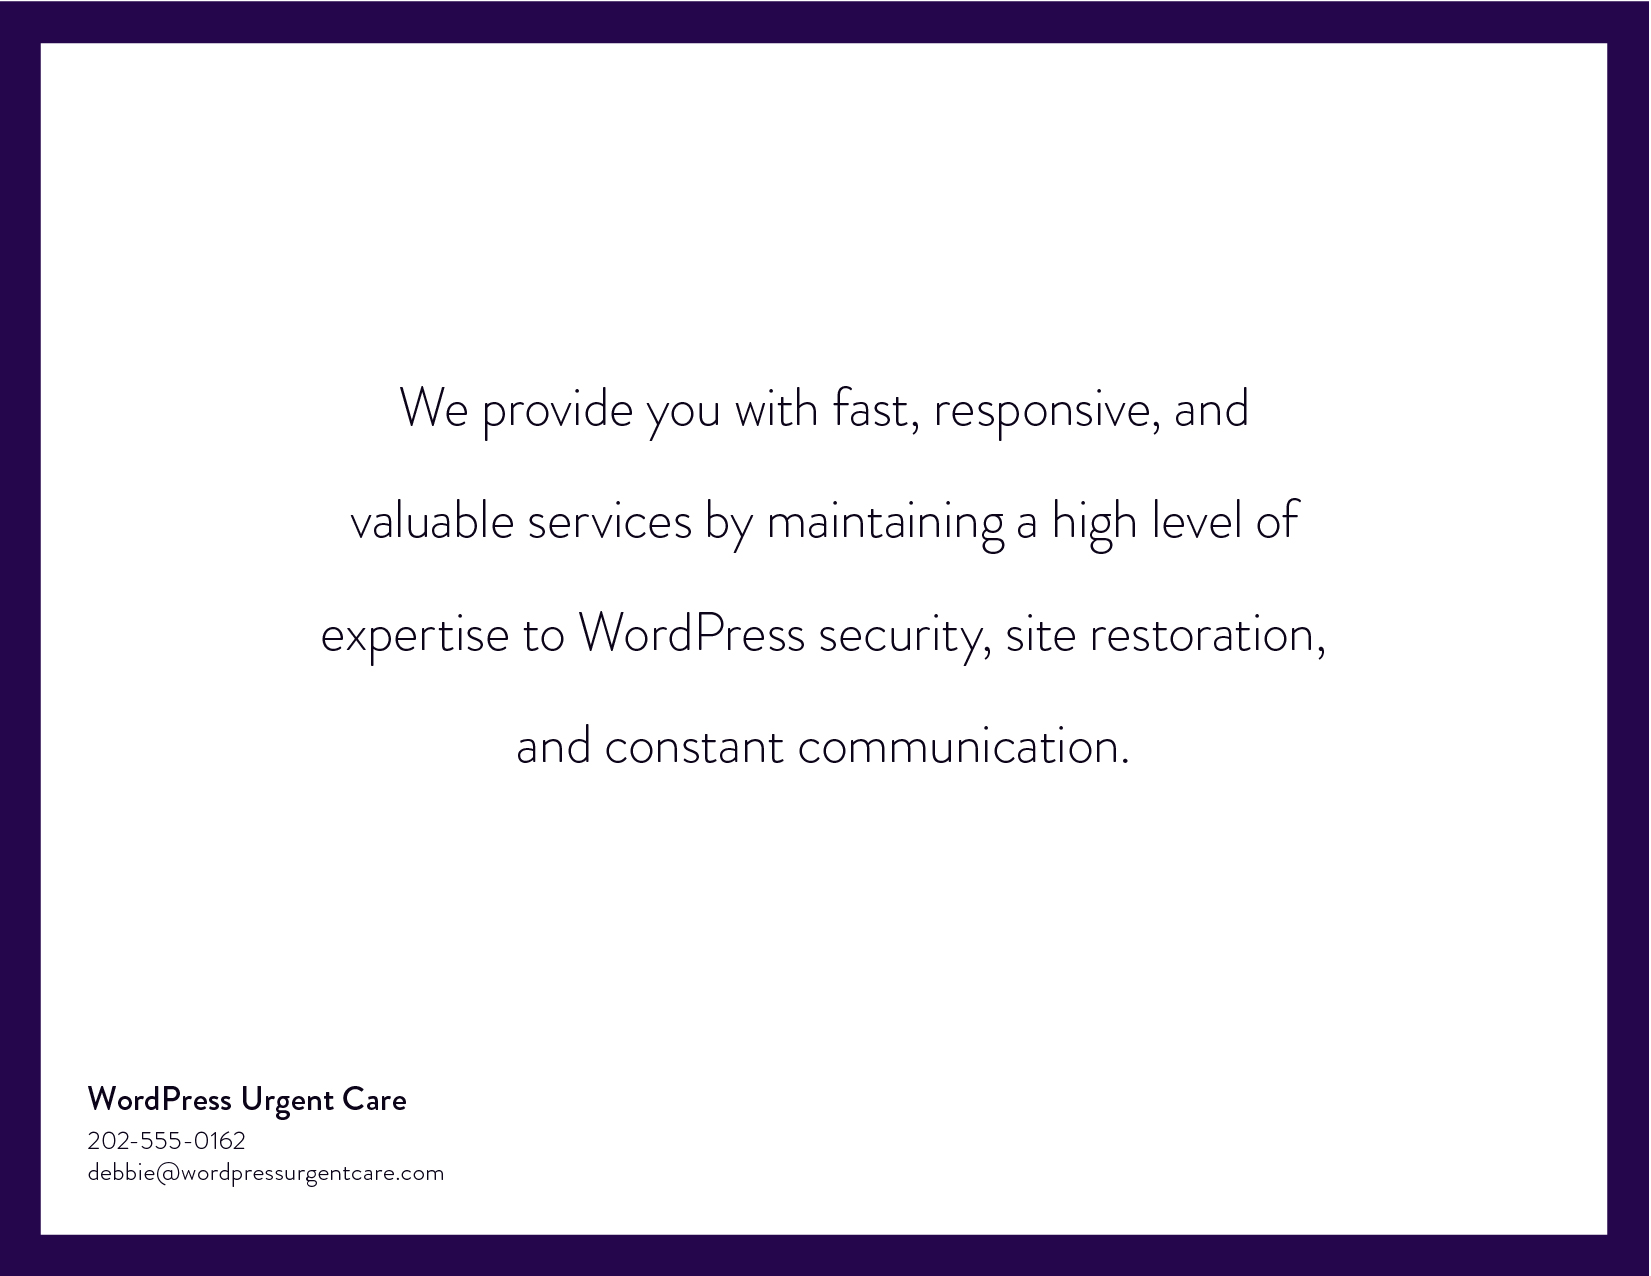 We provide you with fast, responsive, and
valuable services by maintaining a high level of
expertise to WordPress security, site restoration,
and constant communication.
WordPress Urgent Care
202-555-0162
debbie@wordpressurgentcare.com